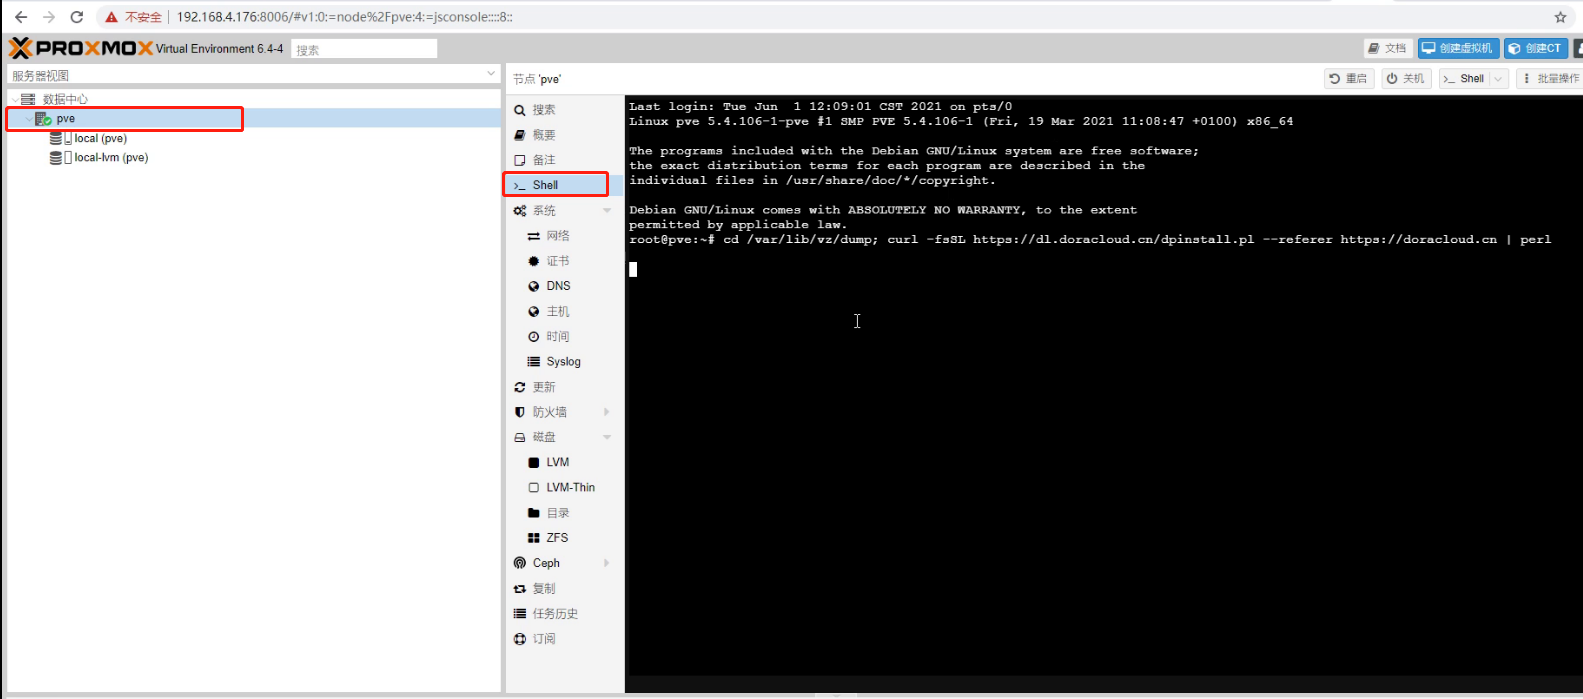 不安全 192.168.4.176:8006/#v1:0:=node%2Fpve:4:=jsconsole::::8::
PROXMOX Virtual Environment 6.4-4 搜索 文档 创建虚拟机 创建CT
服务器视图
节点 'pve' 重启 关机 >_ Shell 批量操作
数据中心
pve
local (pve)
local-lvm (pve)
搜索
概要
备注
>_ Shell
系统
网络
证书
DNS
主机
时间
Syslog
更新
防火墙
磁盘
LVM
LVM-Thin
目录
ZFS
Ceph
复制
任务历史
订阅
Last login: Tue Jun  1 12:09:01 CST 2021 on pts/0
Linux pve 5.4.106-1-pve #1 SMP PVE 5.4.106-1 (Fri, 19 Mar 2021 11:08:47 +0100) x86_64
The programs included with the Debian GNU/Linux system are free software;
the exact distribution terms for each program are described in the
individual files in /usr/share/doc/*/copyright.
Debian GNU/Linux comes with ABSOLUTELY NO WARRANTY, to the extent
permitted by applicable law.
root@pve:~# cd /var/lib/vz/dump; curl -fsSL https://dl.doracloud.cn/dpinstall.pl --referer https://doracloud.cn | perl